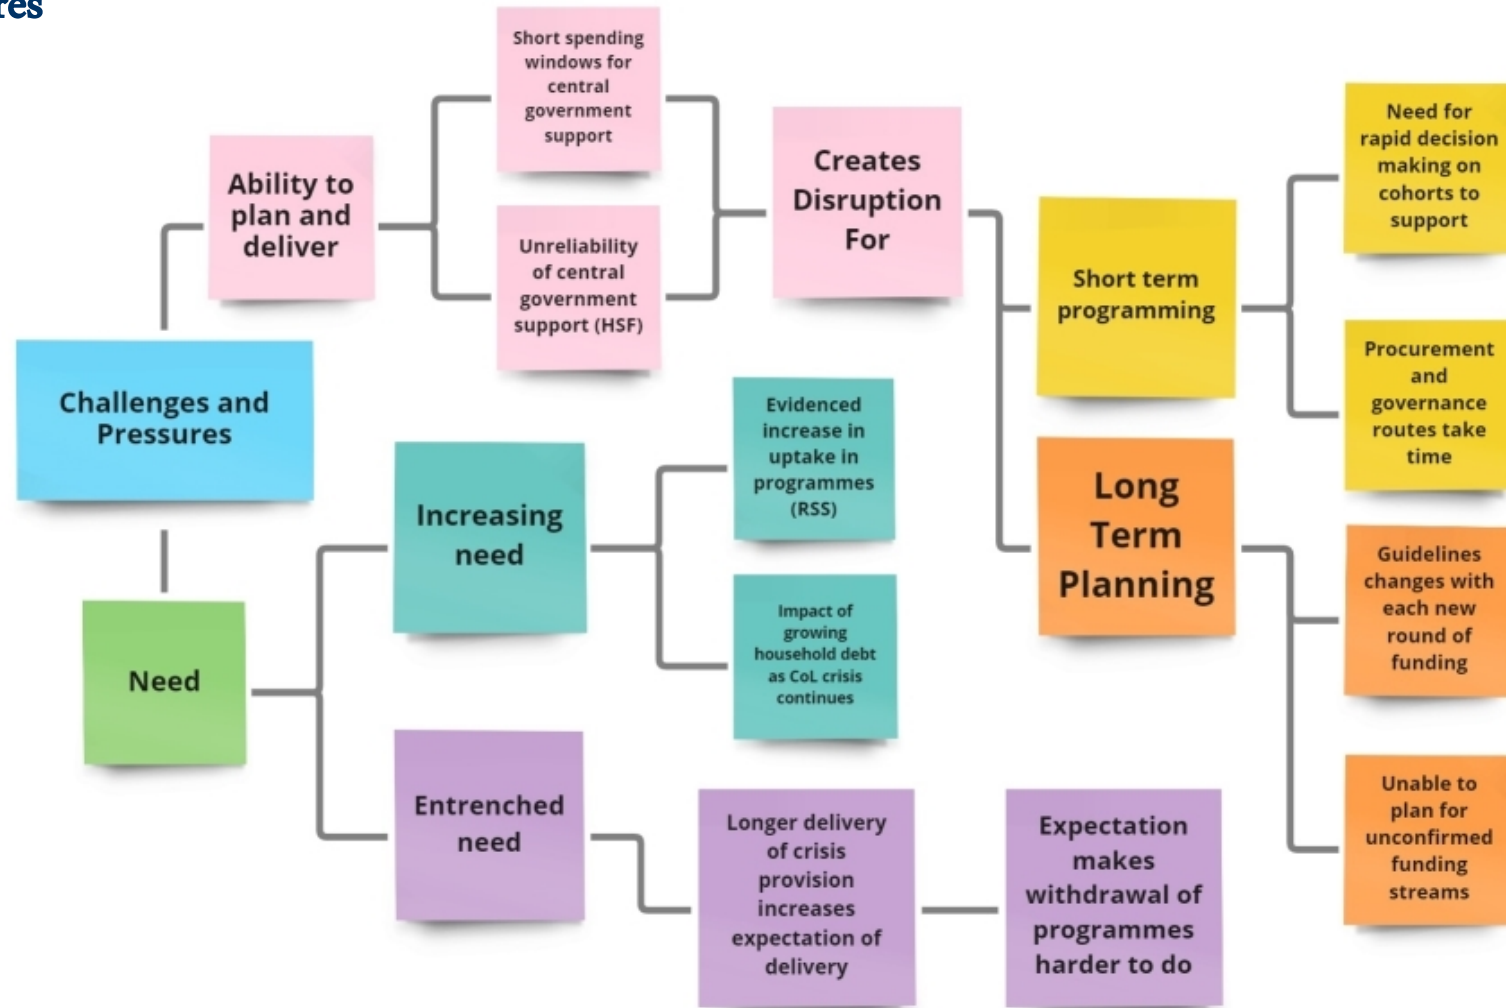 res
Short spending
windows for
central
government
support
Ability to
plan and
deliver
Unreliability
of central
government
support (HSF)
Creates
Disruption
For
Short term
programming
Need for
rapid decision
making on
cohorts to
support
Procurement
and
governance
routes take
time
Long
Term
Planning
Guidelines
changes with
each new
round of
funding
Unable to
plan for
unconfirmed
funding
streams
Challenges and
Pressures
Need
Increasing
need
Evidenced
increase in
uptake in
programmes
(RSS)
Impact of
growing
household debt
as CoL crisis
continues
Entrenched
need
Longer delivery
of crisis
provision
increases
expectation of
delivery
Expectation
makes
withdrawal of
programmes
harder to do